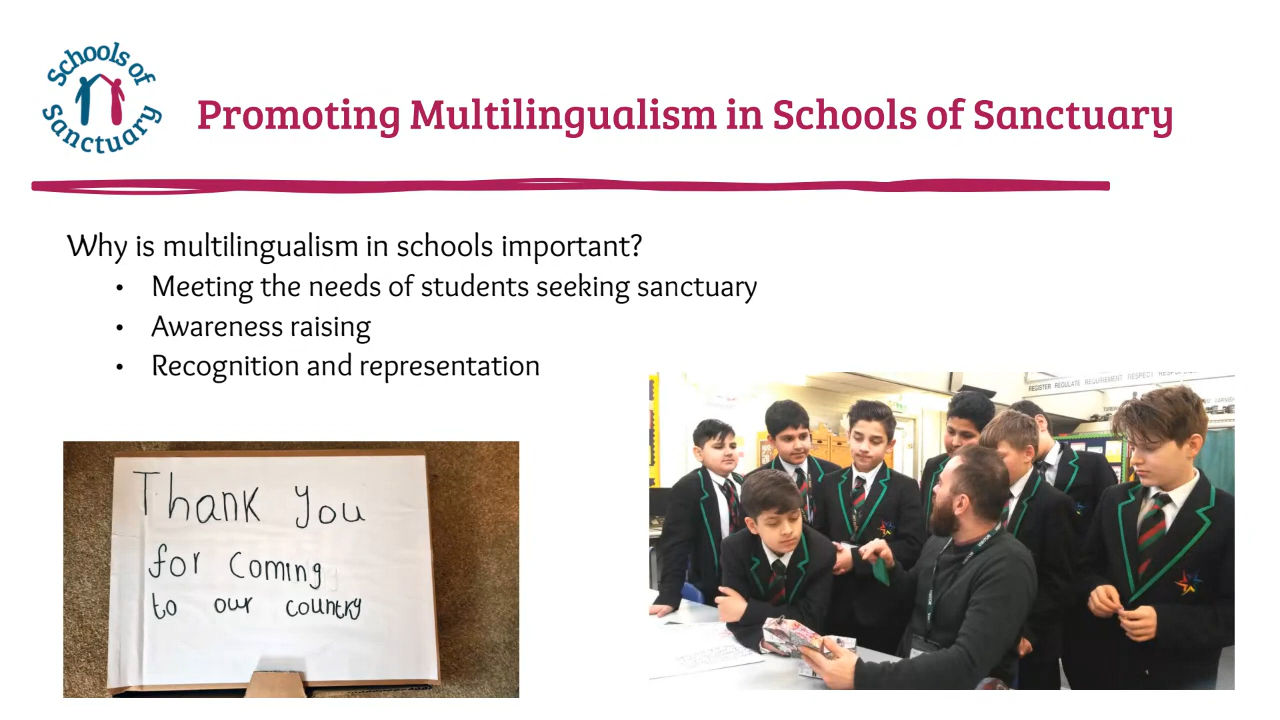 Schools of
Sanctuary
Promoting Multilingualism in Schools of Sanctuary
Why is multilingualism in schools important?
• Meeting the needs of students seeking sanctuary
• Awareness raising
• Recognition and representation
Thank you
for coming
to our country
REGISTER REGULATE REQUIREMENT RESPECT